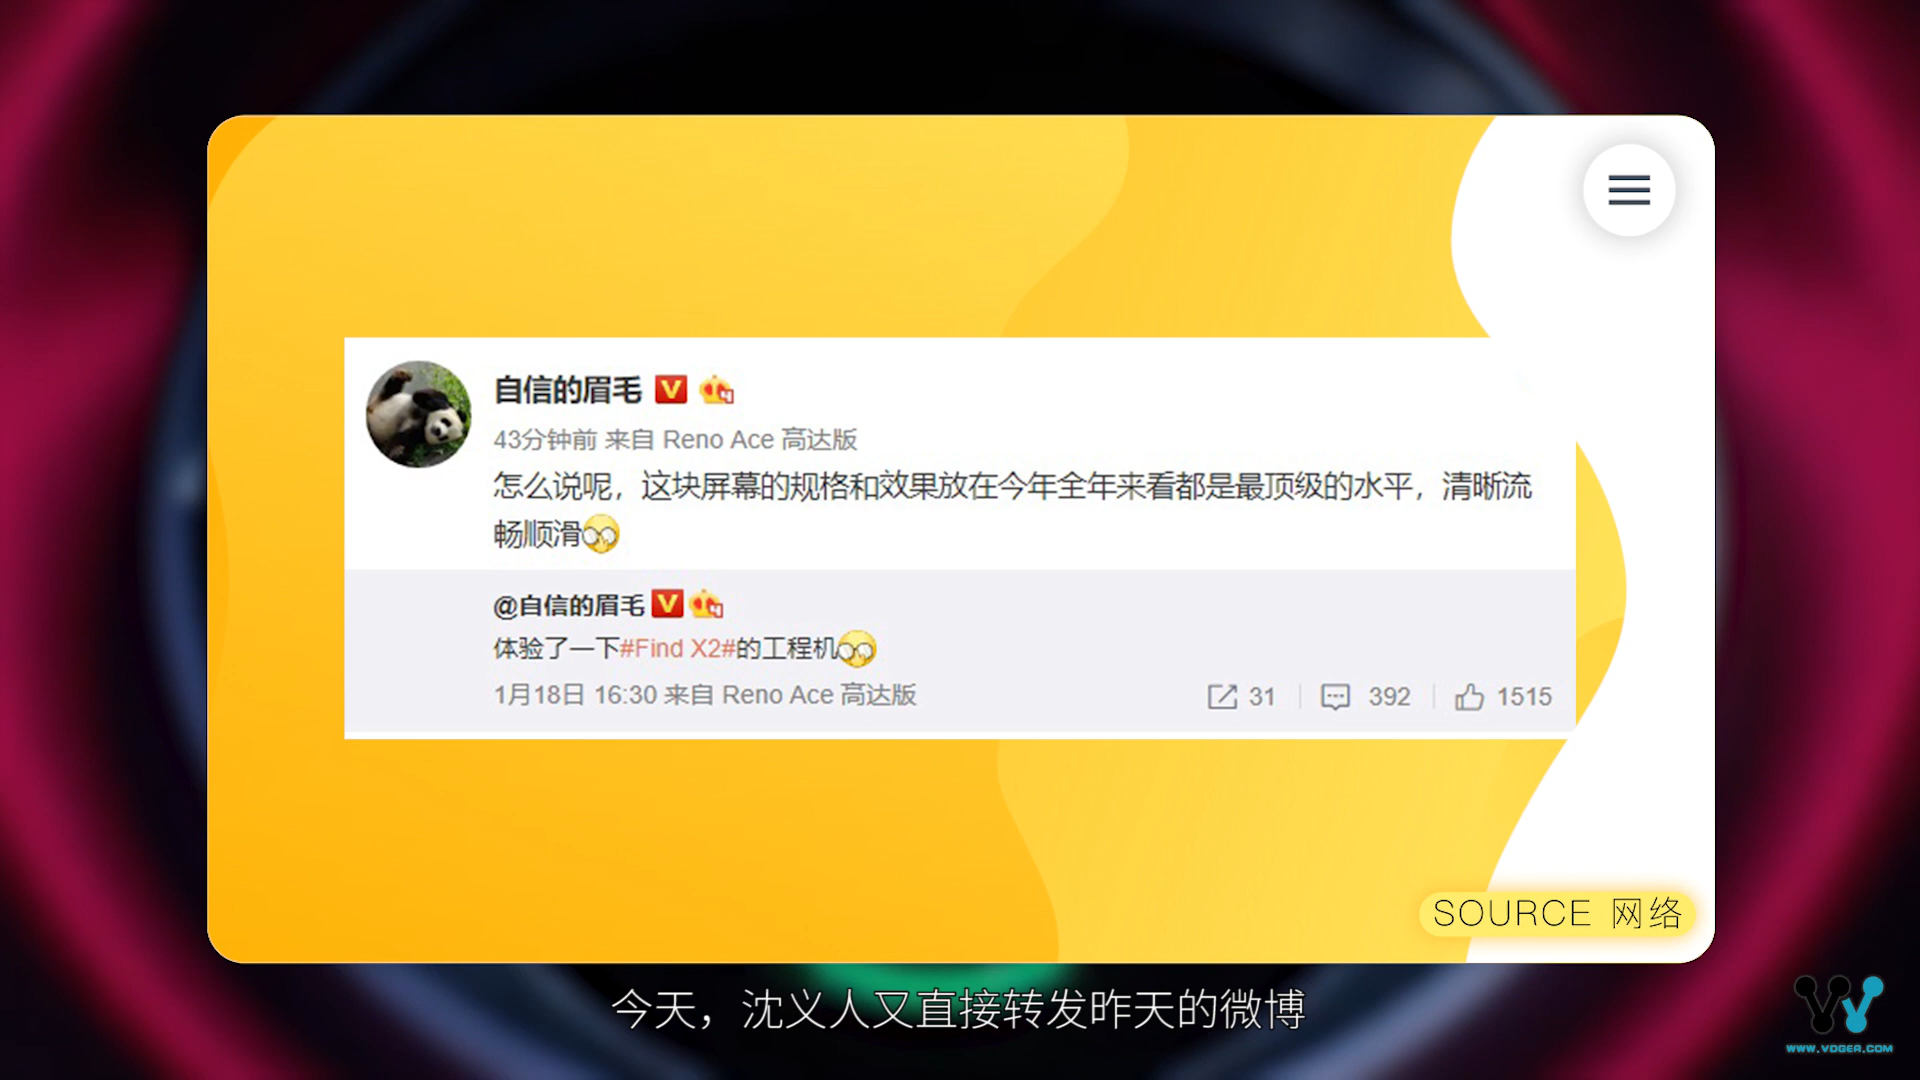 自信的眉毛
43分钟前 来自 Reno Ace 高达版
怎么说呢，这块屏幕的规格和效果放在今年全年来看都是最顶级的水平，清晰流
畅顺滑
@自信的眉毛
体验了一下#Find X2#的工程机
1月18日 16:30 来自 Reno Ace 高达版
31 392 1515
SOURCE 网络
今天，沈义人又直接转发昨天的微博
WWW.VOGER.COM